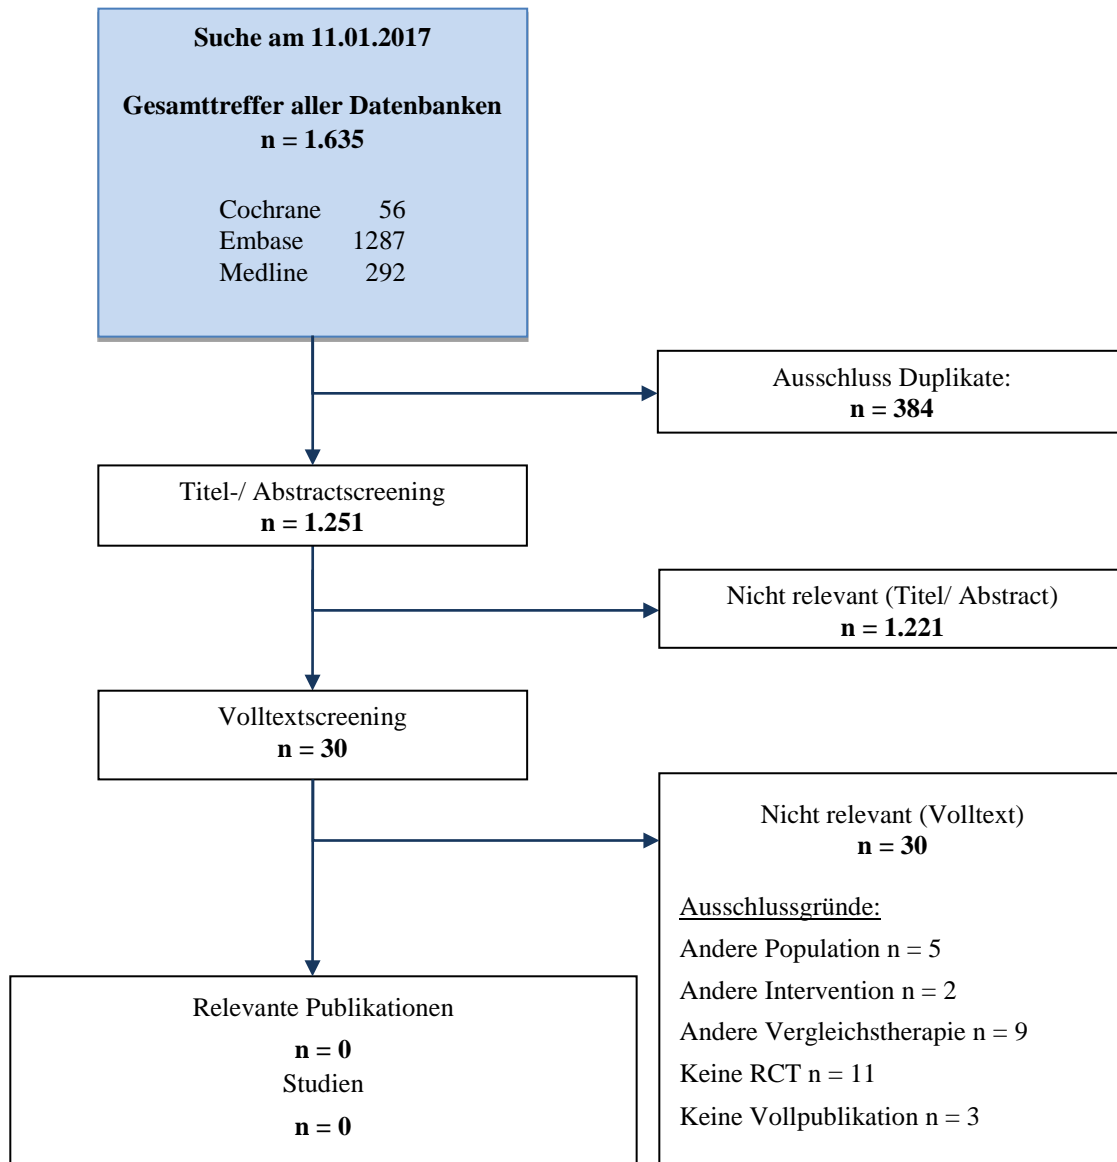 Suche am 11.01.2017
Gesamttreffer aller Datenbanken
n = 1.635
Cochrane 56
Embase 1287
Medline 292
Ausschluss Duplikate:
n = 384
Titel-/ Abstractscreening
n = 1.251
Nicht relevant (Titel/ Abstract)
n = 1.221
Volltextscreening
n = 30
Nicht relevant (Volltext)
n = 30
Ausschlussgründe:
Andere Population n = 5
Andere Intervention n = 2
Andere Vergleichstherapie n = 9
Keine RCT n = 11
Keine Vollpublikation n = 3
Relevante Publikationen
n = 0
Studien
n = 0